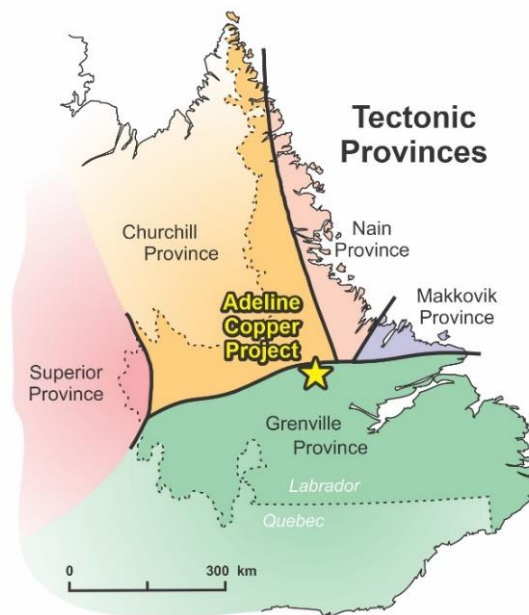 Tectonic
Provinces
Churchill
Province
Nain
Province
Adeline
Copper
Project
Makkovik
Province
Superior
Province
Grenville
Province
Labrador
Quebec
0 300 km